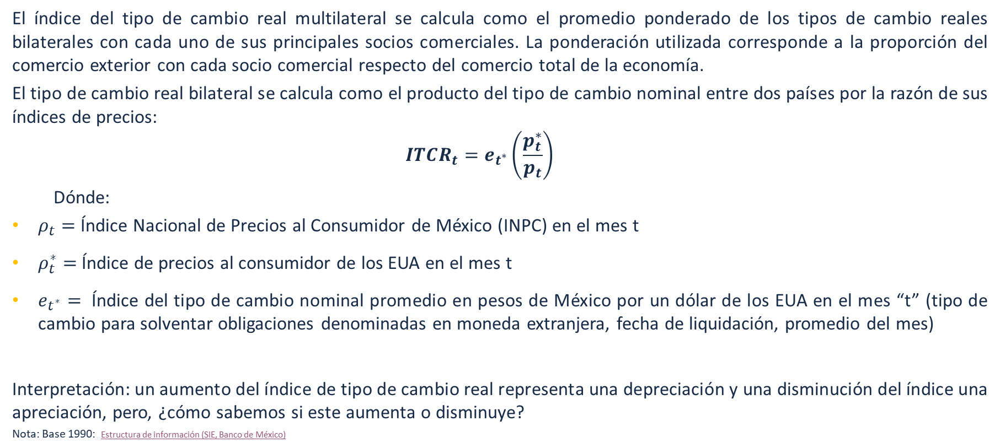 El índice del tipo de cambio real multilateral se calcula como el promedio ponderado de los tipos de cambio reales
bilaterales con cada uno de sus principales socios comerciales. La ponderación utilizada corresponde a la proporción del
comercio exterior con cada socio comercial respecto del comercio total de la economía.
El tipo de cambio real bilateral se calcula como el producto del tipo de cambio nominal entre dos países por la razón de sus
índices de precios:
ITCR_t = e_{t^*} (p_t^* / p_t)
Dónde:
• ρ_t = Índice Nacional de Precios al Consumidor de México (INPC) en el mes t
• ρ_t^* = Índice de precios al consumidor de los EUA en el mes t
• e_{t^*} = Índice del tipo de cambio nominal promedio en pesos de México por un dólar de los EUA en el mes “t” (tipo de
cambio para solventar obligaciones denominadas en moneda extranjera, fecha de liquidación, promedio del mes)
Interpretación: un aumento del índice de tipo de cambio real representa una depreciación y una disminución del índice una
apreciación, pero, ¿cómo sabemos si este aumenta o disminuye?
Nota: Base 1990: Estructura de información (SIE, Banco de México)